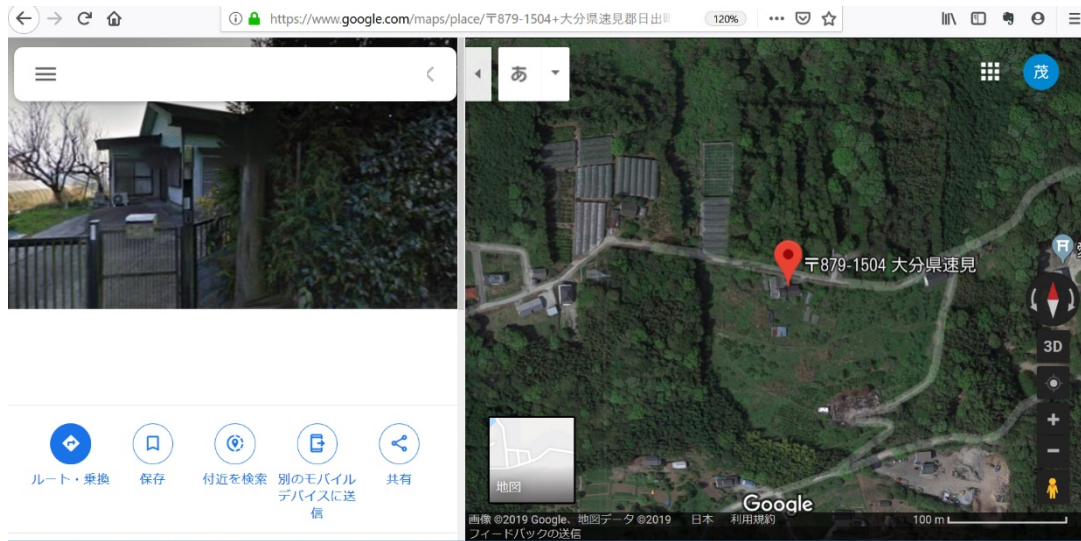 https://www.google.com/maps/place/〒879-1504+大分県速見郡日出
120%
あ
茂
〒879-1504 大分県速見
3D
ルート・乗換
保存
付近を検索
別のモバイル
デバイスに送
信
共有
地図
Google
画像 ©2019 Google、地図データ ©2019 日本 利用規約 100 m
フィードバックの送信